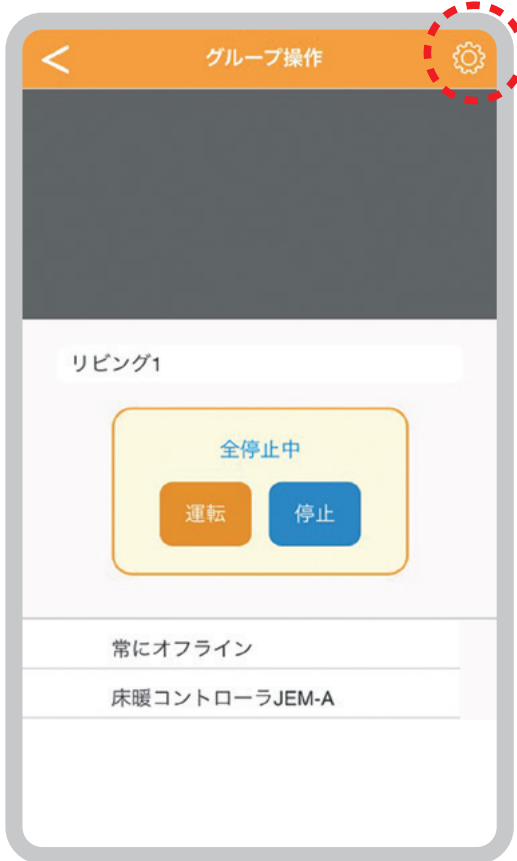 グループ操作
リビング1
全停止中
運転 停止
常にオフライン
床暖コントローラJEM-A